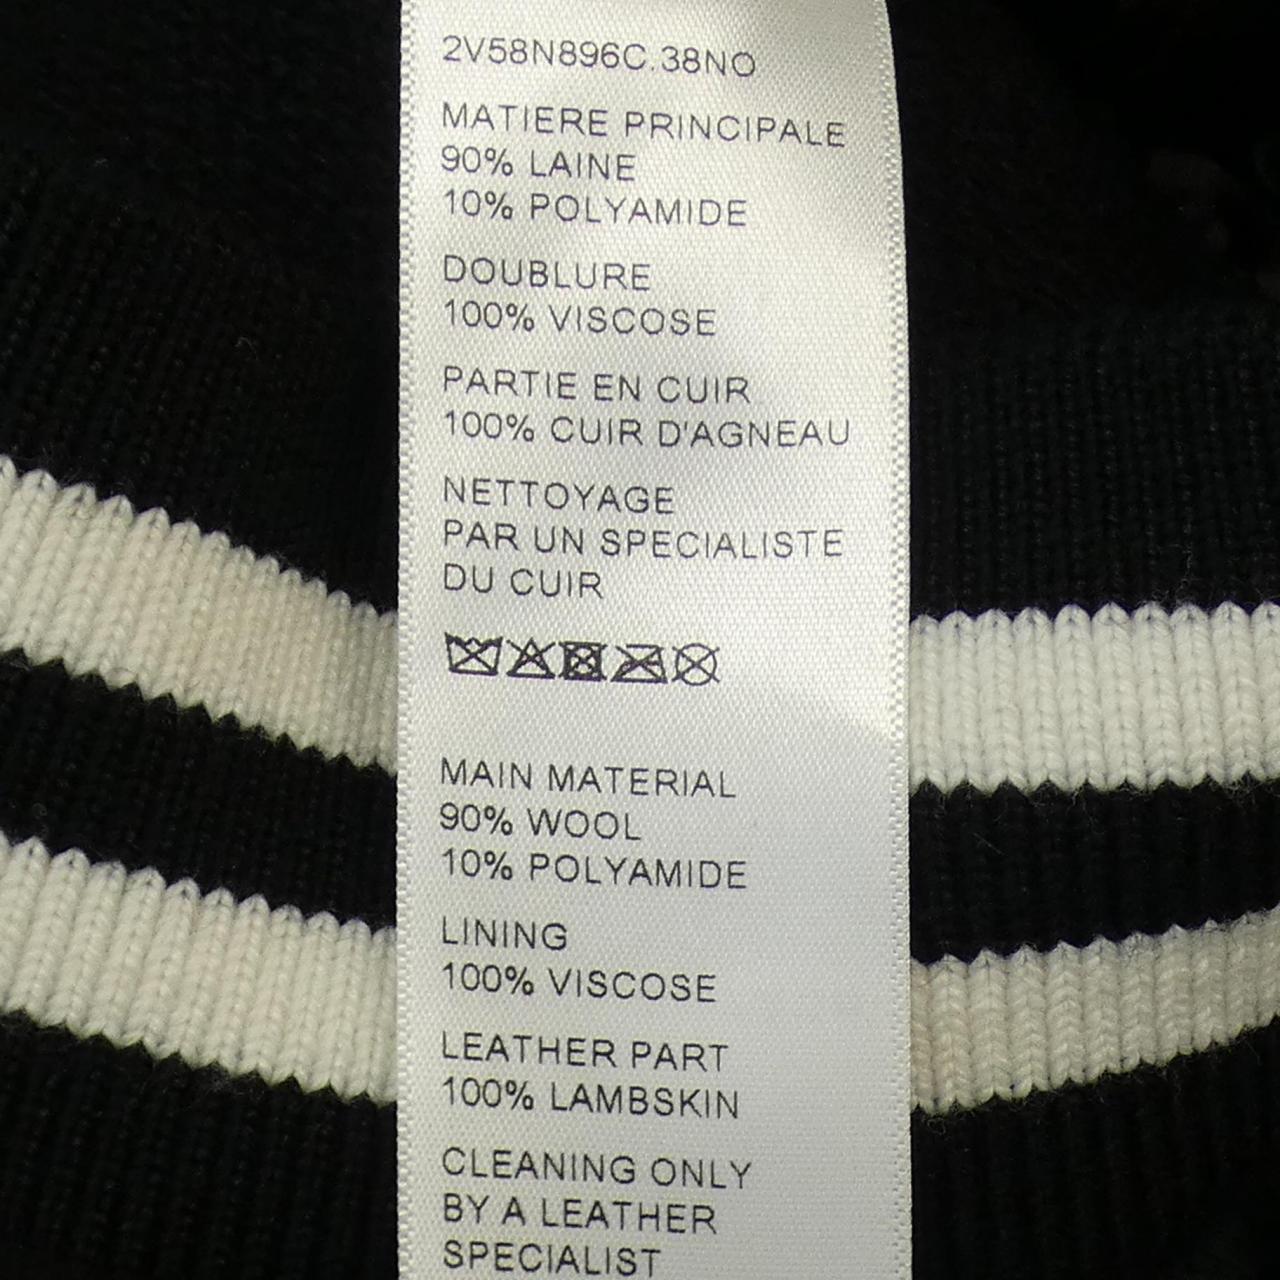 2V58N896C.38NO
MATIERE PRINCIPALE
90% LAINE
10% POLYAMIDE
DOUBLURE
100% VISCOSE
PARTIE EN CUIR
100% CUIR D'AGNEAU
NETTOYAGE
PAR UN SPECIALISTE
DU CUIR
MAIN MATERIAL
90% WOOL
10% POLYAMIDE
LINING
100% VISCOSE
LEATHER PART
100% LAMBSKIN
CLEANING ONLY
BY A LEATHER
SPECIALIST